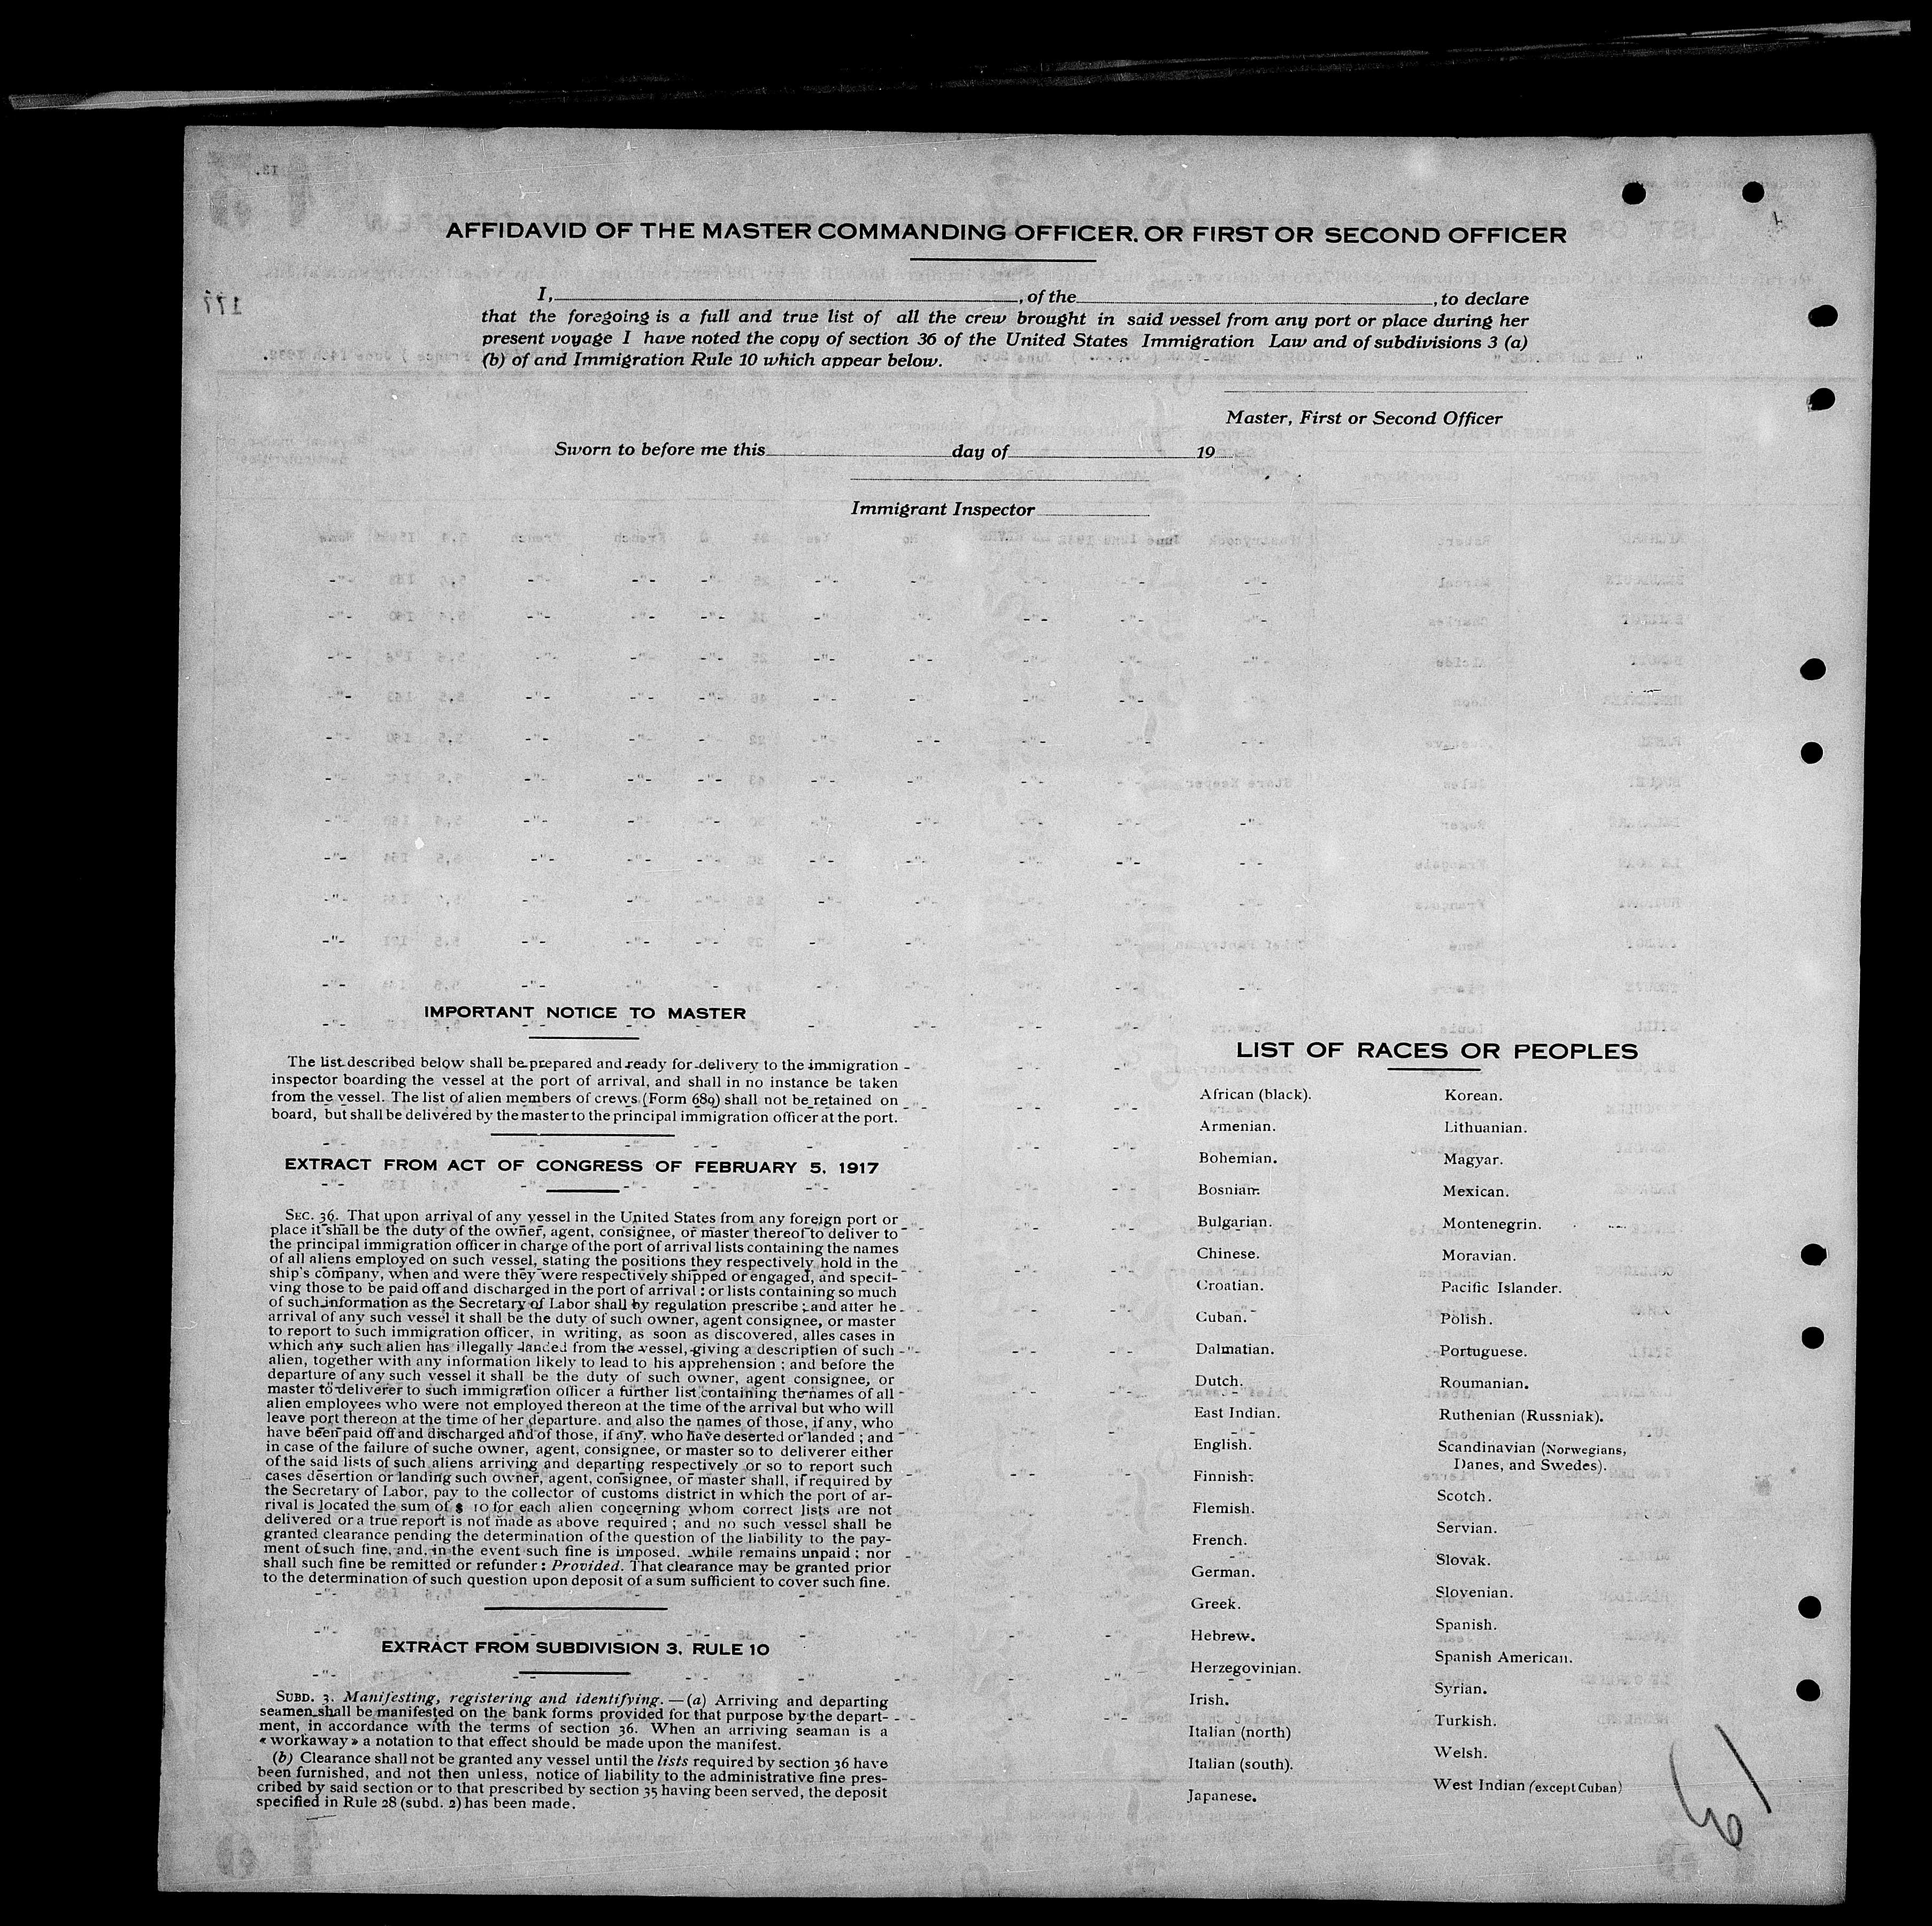 AFFIDAVID OF THE MASTER COMMANDING OFFICER. OR FIRST OR SECOND OFFICER
I, , of the , to declare
that the foregoing is a full and true list of all the crew brought in said vessel from any port or place during her
present voyage I have noted the copy of section 36 of the United States Immigration Law and of subdivisions 3 (a)
(b) of and Immigration Rule 10 which appear below.
177
Master, First or Second Officer
Sworn to before me this day of 19
Immigrant Inspector
IMPORTANT NOTICE TO MASTER
The list described below shall be prepared and ready for delivery to the immigration
inspector boarding the vessel at the port of arrival, and shall in no instance be taken
from the vessel. The list of alien members of crews (Form 689) shall not be retained on
board, but shall be delivered by the master to the principal immigration officer at the port.
EXTRACT FROM ACT OF CONGRESS OF FEBRUARY 5, 1917
SEC. 36. That upon arrival of any vessel in the United States from any foreign port or
place it shall be the duty of the owner, agent, consignee, or master thereof to deliver to
the principal immigration officer in charge of the port of arrival lists containing the names
of all aliens employed on such vessel, stating the positions they respectively hold in the
ship's company, when and were they were respectively shipped or engaged, and specit-
ving those to be paid off and discharged in the port of arrival : or lists containing so much
of such information as the Secretary of Labor shall by regulation prescribe ; and atter he
arrival of any such vessel it shall be the duty of such owner, agent consignee, or master
to report to such immigration officer, in writing, as soon as discovered, alles cases in
which any such alien has illegally landed from the vessel, giving a description of such
alien, together with any information likely to lead to his apprehension ; and before the
departure of any such vessel it shall be the duty of such owner, agent consignee, or
master to deliverer to such immigration officer a further list containing the names of all
alien employees who were not employed thereon at the time of the arrival but who will
leave port thereon at the time of her departure. and also the names of those, if any, who
have been paid off and discharged and of those, if any. who have deserted or landed ; and
in case of the failure of suche owner, agent, consignee, or master so to deliverer either
of the said lists of such aliens arriving and departing respectively or so to report such
cases desertion or landing such owner, agent, consignee, or master shall, if required by
the Secretary of Labor, pay to the collector of customs district in which the port of ar-
rival is located the sum of $ 10 for each alien concerning whom correct lists are not
delivered or a true report is not made as above required ; and no such vessel shall be
granted clearance pending the determination of the question of the liability to the pay-
ment of such fine, and, in the event such fine is imposed, while remains unpaid ; nor
shall such fine be remitted or refunder : Provided. That clearance may be granted prior
to the determination of such question upon deposit of a sum sufficient to cover such fine.
EXTRACT FROM SUBDIVISION 3. RULE 10
SUBD. 3. Manifesting, registering and identifying. — (a) Arriving and departing
seamen shall be manifested on the bank forms provided for that purpose by the depart-
ment, in accordance with the terms of section 36. When an arriving seaman is a
« workaway » a notation to that effect should be made upon the manifest.
(b) Clearance shall not be granted any vessel until the lists required by section 36 have
been furnished, and not then unless, notice of liability to the administrative fine pres-
cribed by said section or to that prescribed by section 35 having been served, the deposit
specified in Rule 28 (subd. 2) has been made.
LIST OF RACES OR PEOPLES
African (black).
Armenian.
Bohemian.
Bosnian.
Bulgarian.
Chinese.
Croatian.
Cuban.
Dalmatian.
Dutch.
East Indian.
English.
Finnish.
Flemish.
French.
German.
Greek.
Hebrew.
Herzegovinian.
Irish.
Italian (north)
Italian (south).
Japanese.
Korean.
Lithuanian.
Magyar.
Mexican.
Montenegrin.
Moravian.
Pacific Islander.
Polish.
Portuguese.
Roumanian.
Ruthenian (Russniak).
Scandinavian (Norwegians,
Danes, and Swedes).
Scotch.
Servian.
Slovak.
Slovenian.
Spanish.
Spanish American.
Syrian.
Turkish.
Welsh.
West Indian (except Cuban)